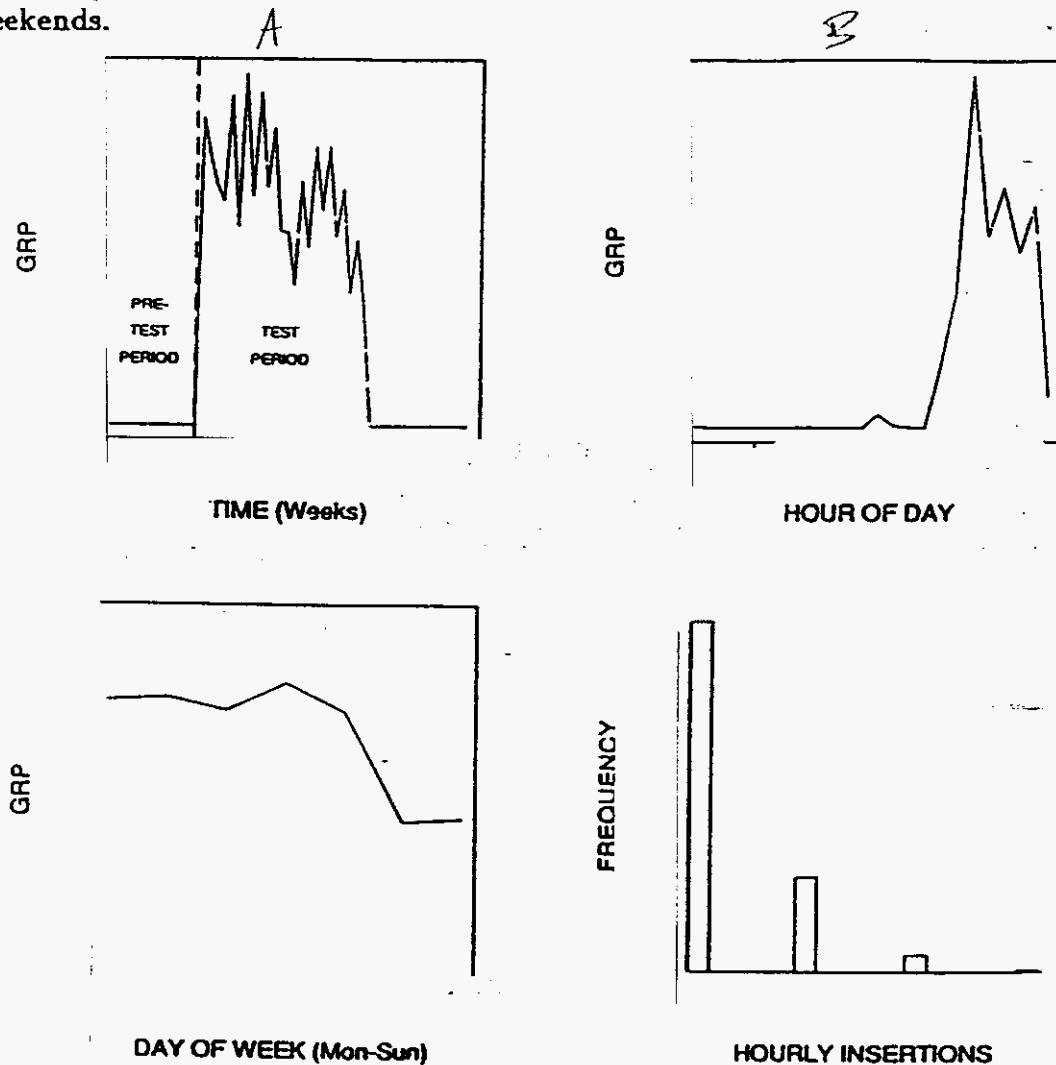 eekends.
A B
GRP
PRE-
TEST
PERIOD
TEST
PERIOD
TIME (Weeks)
GRP
HOUR OF DAY
GRP
DAY OF WEEK (Mon-Sun)
FREQUENCY
HOURLY INSERTIONS